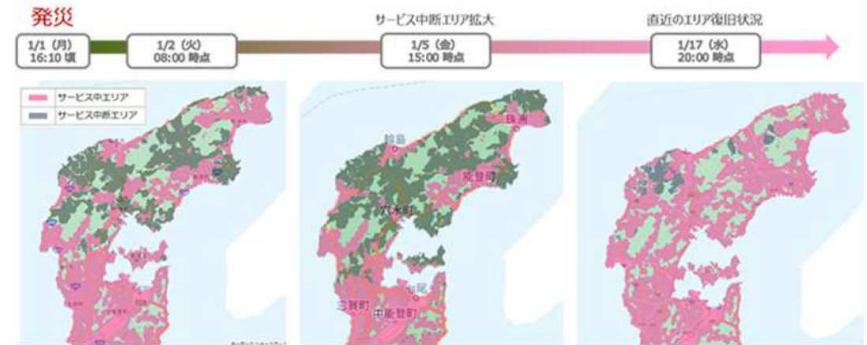 発災
サービス中断エリア拡大
直近のエリア復旧状況
1/1（月）
16:10 頃
1/2（火）
08:00 時点
1/5（金）
15:00 時点
1/17（水）
20:00 時点
サービス中エリア
サービス中断エリア
輪島
珠洲
能登町
穴水町
七尾
志賀町
中能登町